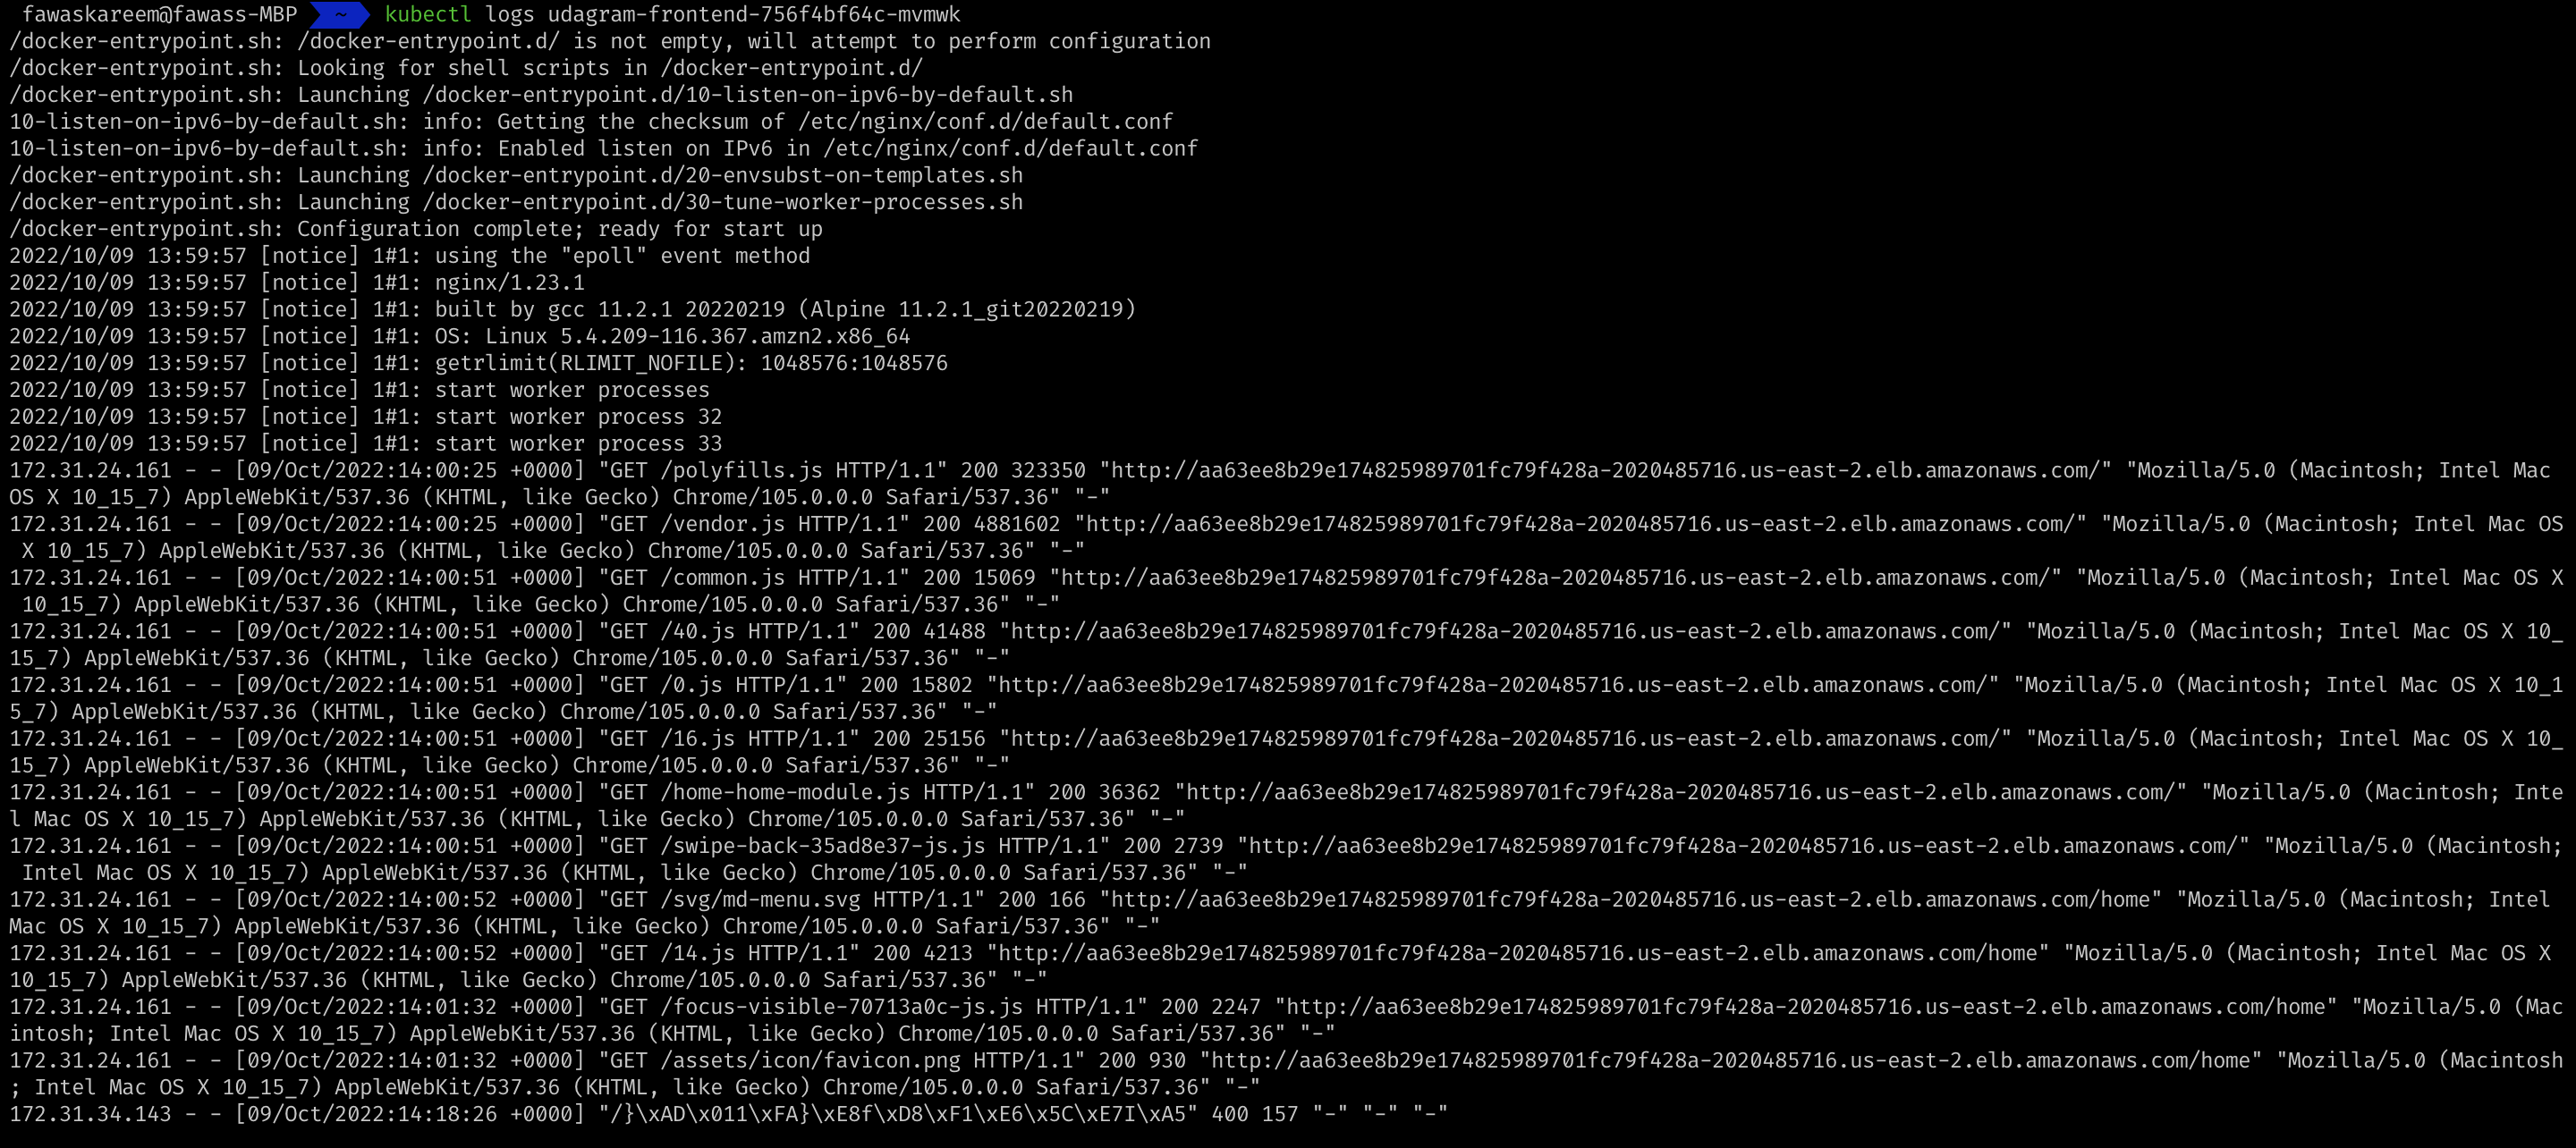 fawaskareem@fawass-MBP ~ kubectl logs udagram-frontend-756f4bf64c-mvmwk
/docker-entrypoint.sh: /docker-entrypoint.d/ is not empty, will attempt to perform configuration
/docker-entrypoint.sh: Looking for shell scripts in /docker-entrypoint.d/
/docker-entrypoint.sh: Launching /docker-entrypoint.d/10-listen-on-ipv6-by-default.sh
10-listen-on-ipv6-by-default.sh: info: Getting the checksum of /etc/nginx/conf.d/default.conf
10-listen-on-ipv6-by-default.sh: info: Enabled listen on IPv6 in /etc/nginx/conf.d/default.conf
/docker-entrypoint.sh: Launching /docker-entrypoint.d/20-envsubst-on-templates.sh
/docker-entrypoint.sh: Launching /docker-entrypoint.d/30-tune-worker-processes.sh
/docker-entrypoint.sh: Configuration complete; ready for start up
2022/10/09 13:59:57 [notice] 1#1: using the "epoll" event method
2022/10/09 13:59:57 [notice] 1#1: nginx/1.23.1
2022/10/09 13:59:57 [notice] 1#1: built by gcc 11.2.1 20220219 (Alpine 11.2.1_git20220219)
2022/10/09 13:59:57 [notice] 1#1: OS: Linux 5.4.209-116.367.amzn2.x86_64
2022/10/09 13:59:57 [notice] 1#1: getrlimit(RLIMIT_NOFILE): 1048576:1048576
2022/10/09 13:59:57 [notice] 1#1: start worker processes
2022/10/09 13:59:57 [notice] 1#1: start worker process 32
2022/10/09 13:59:57 [notice] 1#1: start worker process 33
172.31.24.161 - - [09/Oct/2022:14:00:25 +0000] "GET /polyfills.js HTTP/1.1" 200 323350 "http://aa63ee8b29e174825989701fc79f428a-2020485716.us-east-2.elb.amazonaws.com/" "Mozilla/5.0 (Macintosh; Intel Mac
OS X 10_15_7) AppleWebKit/537.36 (KHTML, like Gecko) Chrome/105.0.0.0 Safari/537.36" "-"
172.31.24.161 - - [09/Oct/2022:14:00:25 +0000] "GET /vendor.js HTTP/1.1" 200 4881602 "http://aa63ee8b29e174825989701fc79f428a-2020485716.us-east-2.elb.amazonaws.com/" "Mozilla/5.0 (Macintosh; Intel Mac OS
X 10_15_7) AppleWebKit/537.36 (KHTML, like Gecko) Chrome/105.0.0.0 Safari/537.36" "-"
172.31.24.161 - - [09/Oct/2022:14:00:51 +0000] "GET /common.js HTTP/1.1" 200 15069 "http://aa63ee8b29e174825989701fc79f428a-2020485716.us-east-2.elb.amazonaws.com/" "Mozilla/5.0 (Macintosh; Intel Mac OS X
10_15_7) AppleWebKit/537.36 (KHTML, like Gecko) Chrome/105.0.0.0 Safari/537.36" "-"
172.31.24.161 - - [09/Oct/2022:14:00:51 +0000] "GET /40.js HTTP/1.1" 200 41488 "http://aa63ee8b29e174825989701fc79f428a-2020485716.us-east-2.elb.amazonaws.com/" "Mozilla/5.0 (Macintosh; Intel Mac OS X 10_
15_7) AppleWebKit/537.36 (KHTML, like Gecko) Chrome/105.0.0.0 Safari/537.36" "-"
172.31.24.161 - - [09/Oct/2022:14:00:51 +0000] "GET /0.js HTTP/1.1" 200 15802 "http://aa63ee8b29e174825989701fc79f428a-2020485716.us-east-2.elb.amazonaws.com/" "Mozilla/5.0 (Macintosh; Intel Mac OS X 10_1
5_7) AppleWebKit/537.36 (KHTML, like Gecko) Chrome/105.0.0.0 Safari/537.36" "-"
172.31.24.161 - - [09/Oct/2022:14:00:51 +0000] "GET /16.js HTTP/1.1" 200 25156 "http://aa63ee8b29e174825989701fc79f428a-2020485716.us-east-2.elb.amazonaws.com/" "Mozilla/5.0 (Macintosh; Intel Mac OS X 10_
15_7) AppleWebKit/537.36 (KHTML, like Gecko) Chrome/105.0.0.0 Safari/537.36" "-"
172.31.24.161 - - [09/Oct/2022:14:00:51 +0000] "GET /home-home-module.js HTTP/1.1" 200 36362 "http://aa63ee8b29e174825989701fc79f428a-2020485716.us-east-2.elb.amazonaws.com/" "Mozilla/5.0 (Macintosh; Inte
l Mac OS X 10_15_7) AppleWebKit/537.36 (KHTML, like Gecko) Chrome/105.0.0.0 Safari/537.36" "-"
172.31.24.161 - - [09/Oct/2022:14:00:51 +0000] "GET /swipe-back-35ad8e37-js.js HTTP/1.1" 200 2739 "http://aa63ee8b29e174825989701fc79f428a-2020485716.us-east-2.elb.amazonaws.com/" "Mozilla/5.0 (Macintosh;
Intel Mac OS X 10_15_7) AppleWebKit/537.36 (KHTML, like Gecko) Chrome/105.0.0.0 Safari/537.36" "-"
172.31.24.161 - - [09/Oct/2022:14:00:52 +0000] "GET /svg/md-menu.svg HTTP/1.1" 200 166 "http://aa63ee8b29e174825989701fc79f428a-2020485716.us-east-2.elb.amazonaws.com/home" "Mozilla/5.0 (Macintosh; Intel
Mac OS X 10_15_7) AppleWebKit/537.36 (KHTML, like Gecko) Chrome/105.0.0.0 Safari/537.36" "-"
172.31.24.161 - - [09/Oct/2022:14:00:52 +0000] "GET /14.js HTTP/1.1" 200 4213 "http://aa63ee8b29e174825989701fc79f428a-2020485716.us-east-2.elb.amazonaws.com/home" "Mozilla/5.0 (Macintosh; Intel Mac OS X
10_15_7) AppleWebKit/537.36 (KHTML, like Gecko) Chrome/105.0.0.0 Safari/537.36" "-"
172.31.24.161 - - [09/Oct/2022:14:01:32 +0000] "GET /focus-visible-70713a0c-js.js HTTP/1.1" 200 2247 "http://aa63ee8b29e174825989701fc79f428a-2020485716.us-east-2.elb.amazonaws.com/home" "Mozilla/5.0 (Mac
intosh; Intel Mac OS X 10_15_7) AppleWebKit/537.36 (KHTML, like Gecko) Chrome/105.0.0.0 Safari/537.36" "-"
172.31.24.161 - - [09/Oct/2022:14:01:32 +0000] "GET /assets/icon/favicon.png HTTP/1.1" 200 930 "http://aa63ee8b29e174825989701fc79f428a-2020485716.us-east-2.elb.amazonaws.com/home" "Mozilla/5.0 (Macintosh
; Intel Mac OS X 10_15_7) AppleWebKit/537.36 (KHTML, like Gecko) Chrome/105.0.0.0 Safari/537.36" "-"
172.31.34.143 - - [09/Oct/2022:14:18:26 +0000] "/}\xAD\x011\xFA}\xE8f\xD8\xF1\xE6\x5C\xE7I\xA5" 400 157 "-" "-" "-"